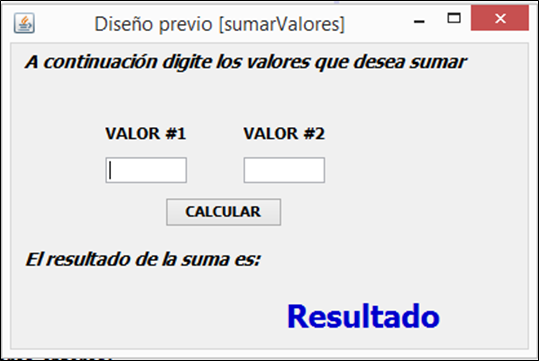 Diseño previo [sumarValores]
A continuación digite los valores que desea sumar
VALOR #1 VALOR #2
CALCULAR
El resultado de la suma es:
Resultado